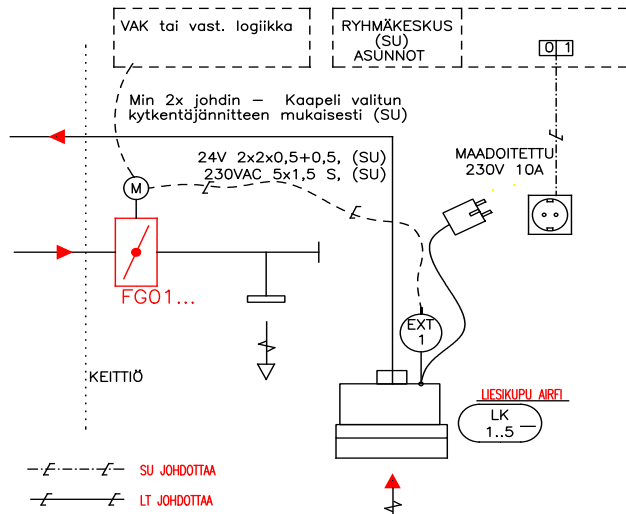 VAK tai vast. logiikka
RYHMÄKESKUS
(SU)
ASUNNOT
0 1
Min 2x johdin – Kaapeli valitun
kytkentäjännitteen mukaisesti (SU)
24V 2x2x0,5+0,5, (SU)
230VAC 5x1,5 S, (SU)
MAADOITETTU
230V 10A
M
FG01...
EXT
1
KEITTIÖ
LIESIKUPU AIRFI
LK
1..5
SU JOHDOTTAA
LT JOHDOTTAA